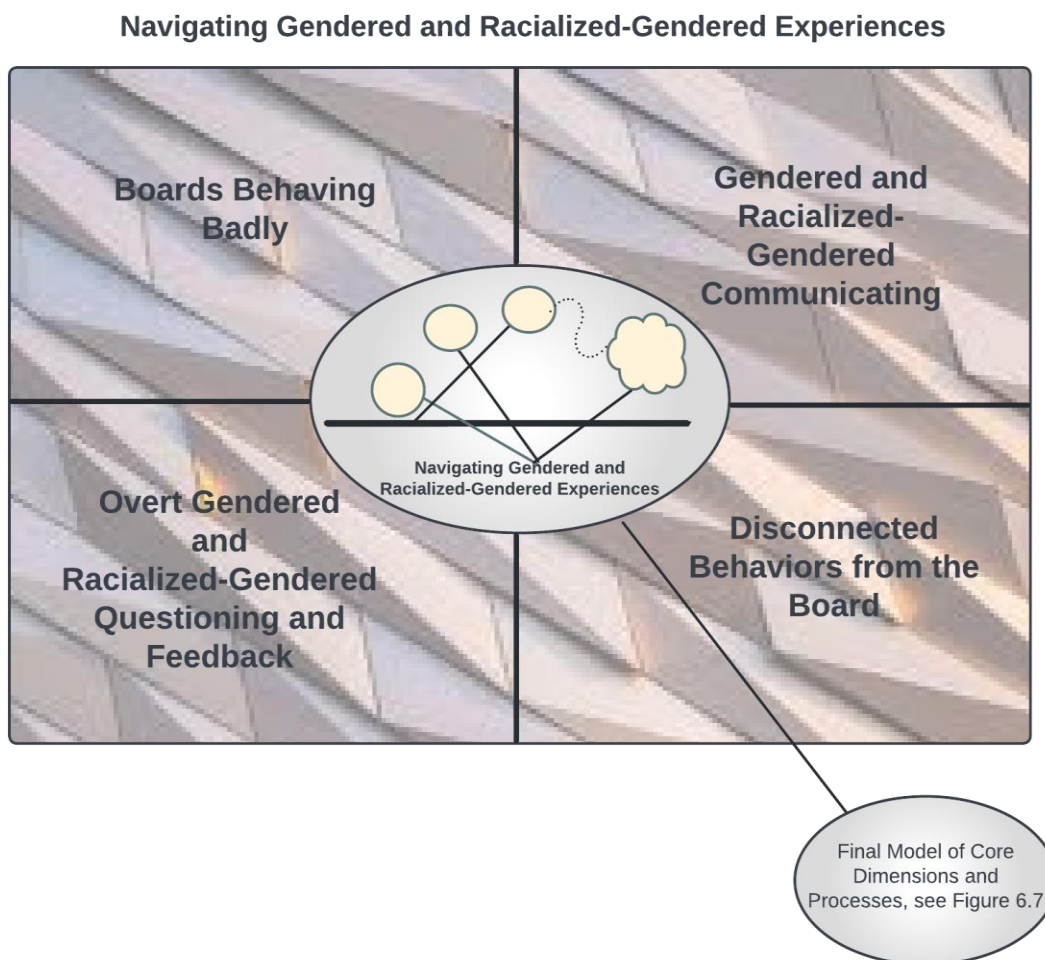 Navigating Gendered and Racialized-Gendered Experiences
Boards Behaving
Badly
Gendered and
Racialized-
Gendered
Communicating
Navigating Gendered and
Racialized-Gendered Experiences
Overt Gendered
and
Racialized-Gendered
Questioning and
Feedback
Disconnected
Behaviors from the
Board
Final Model of Core
Dimensions and
Processes, see Figure 6.7